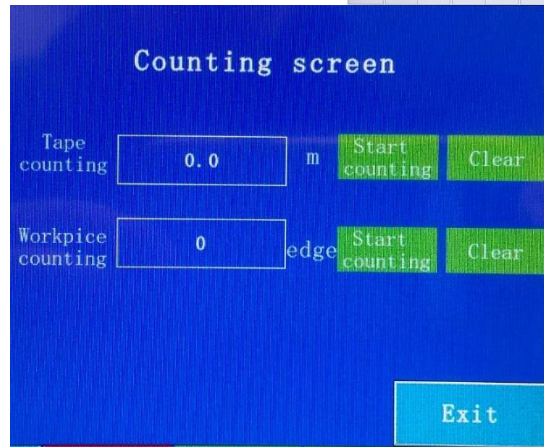 Counting screen
Tape counting 0.0 m Start counting Clear
Workpice counting 0 edge Start counting Clear
Exit